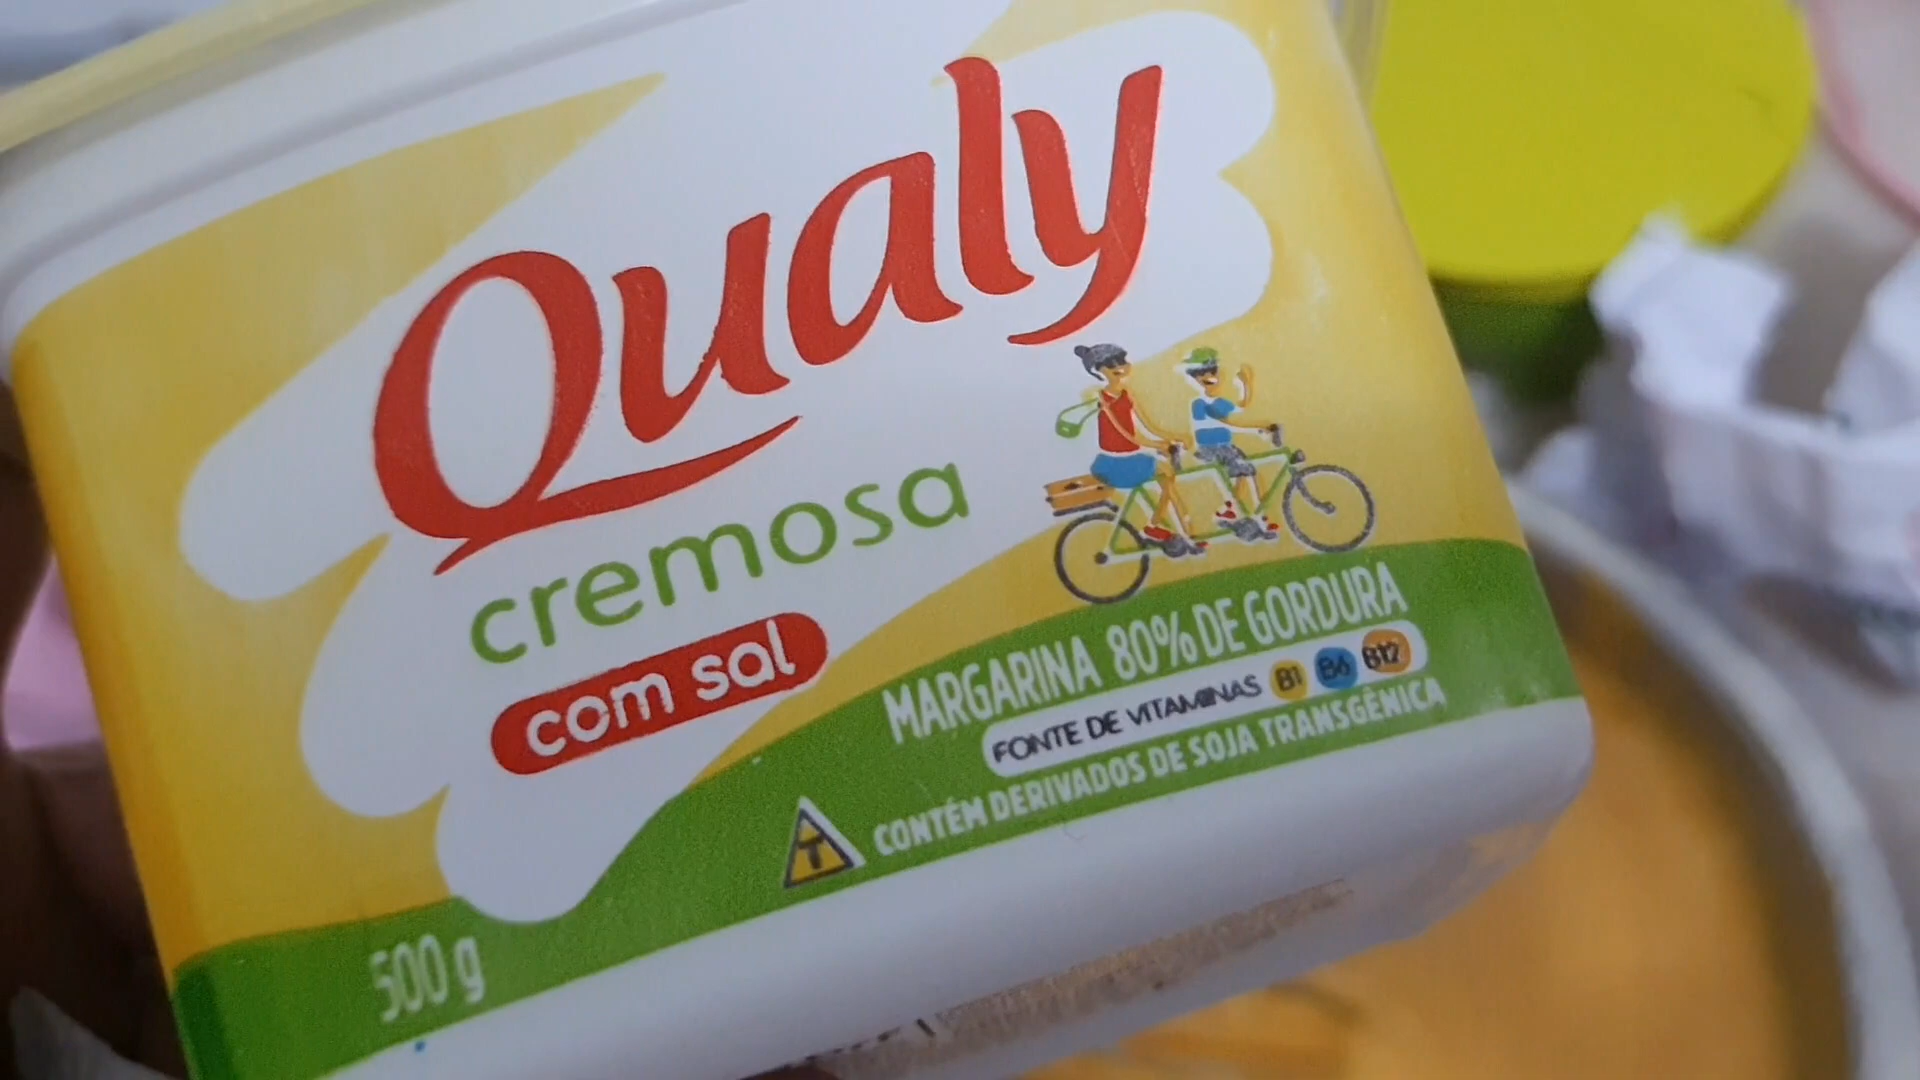 Qualy
cremosa
com sal
MARGARINA 80% DE GORDURA
FONTE DE VITAMINAS B1 B6 B12
CONTÉM DERIVADOS DE SOJA TRANSGÊNICA
T
500 g